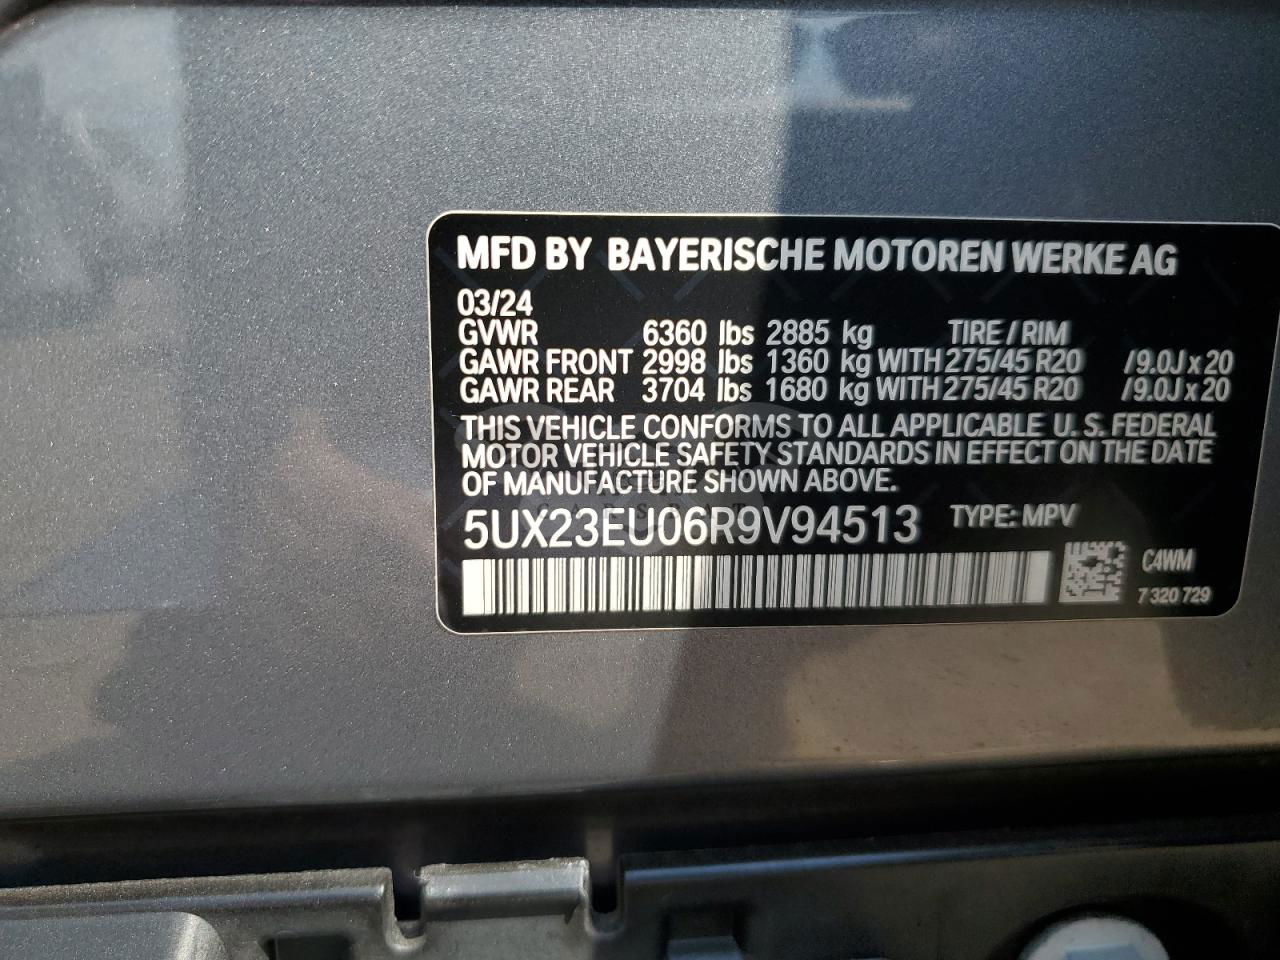 MFD BY BAYERISCHE MOTOREN WERKE AG
03/24
GVWR 6360 lbs 2885 kg TIRE / RIM
GAWR FRONT 2998 lbs 1360 kg WITH 275/45 R20 /9.0J x 20
GAWR REAR 3704 lbs 1680 kg WITH 275/45 R20 /9.0J x 20
THIS VEHICLE CONFORMS TO ALL APPLICABLE U. S. FEDERAL
MOTOR VEHICLE SAFETY STANDARDS IN EFFECT ON THE DATE
OF MANUFACTURE SHOWN ABOVE.
5UX23EU06R9V94513 TYPE: MPV
C4WM
7 320 729